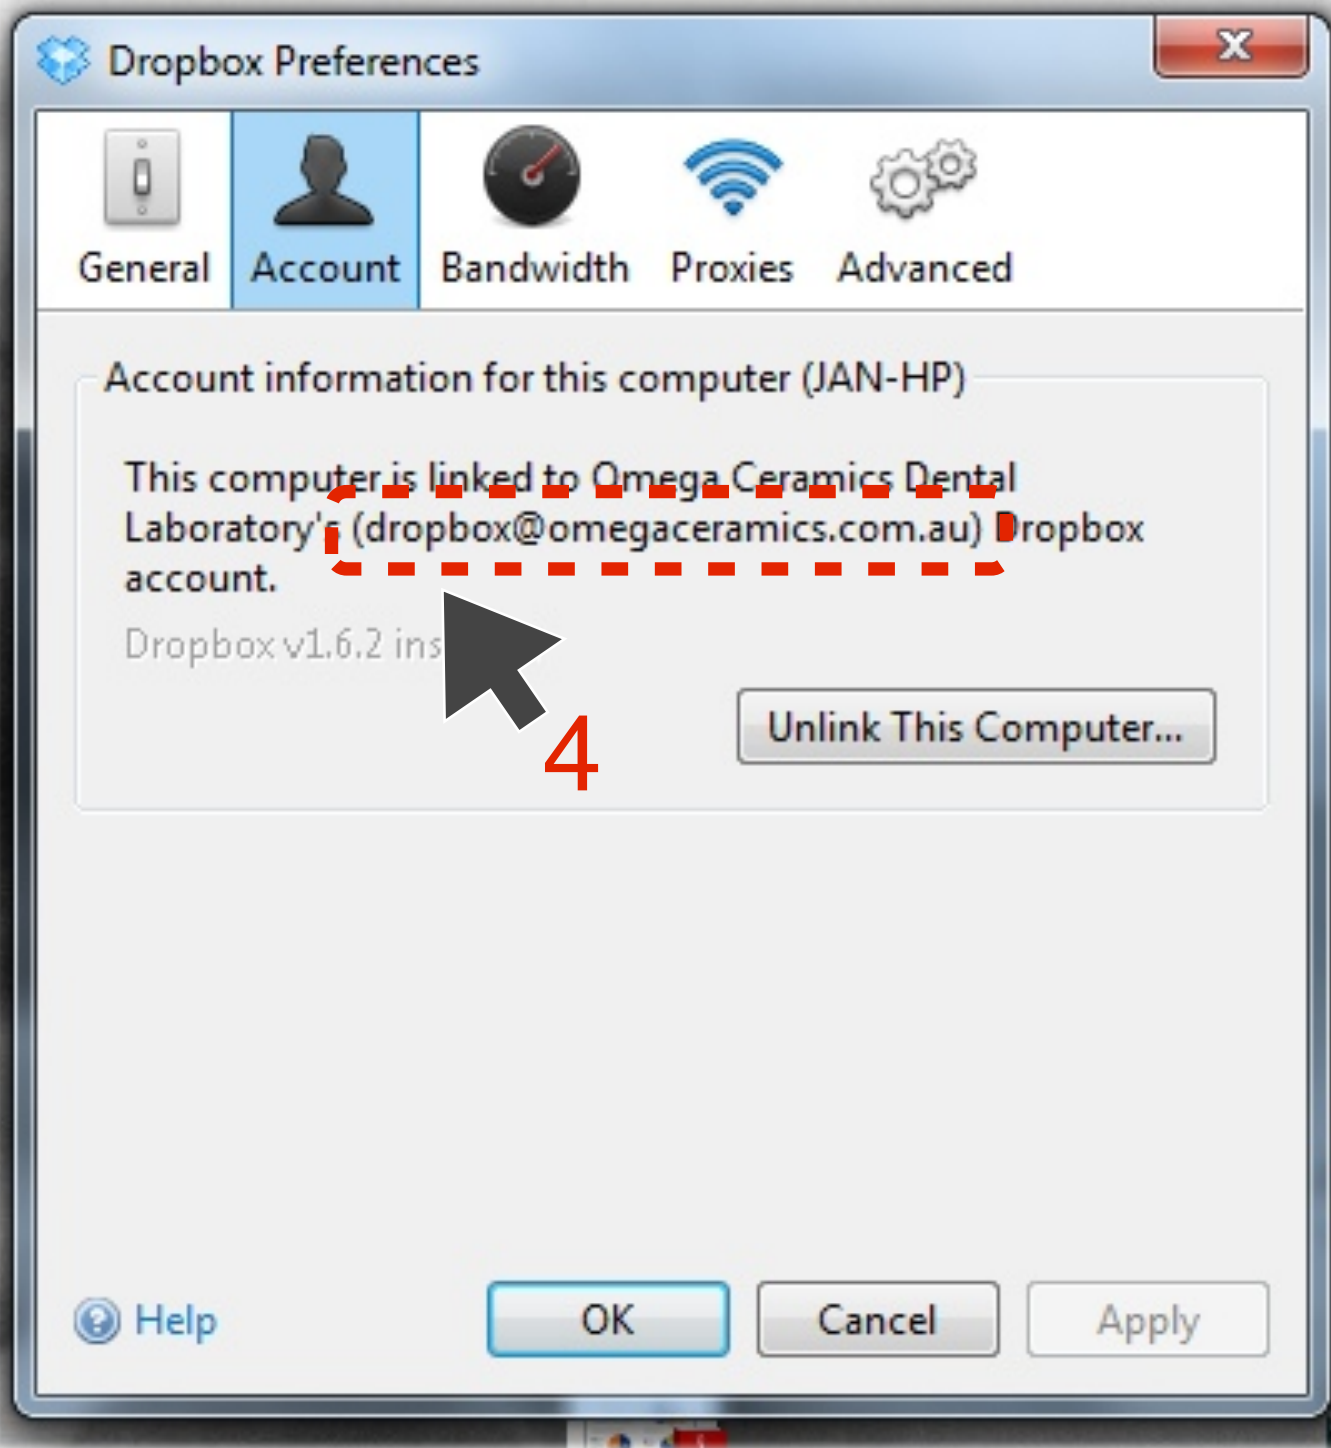 Dropbox Preferences
General Account Bandwidth Proxies Advanced
Account information for this computer (JAN-HP)
This computer is linked to Omega Ceramics Dental
Laboratory's (dropbox@omegaceramics.com.au) Dropbox
account.
Dropbox v1.6.2
4
Unlink This Computer...
Help
OK Cancel Apply